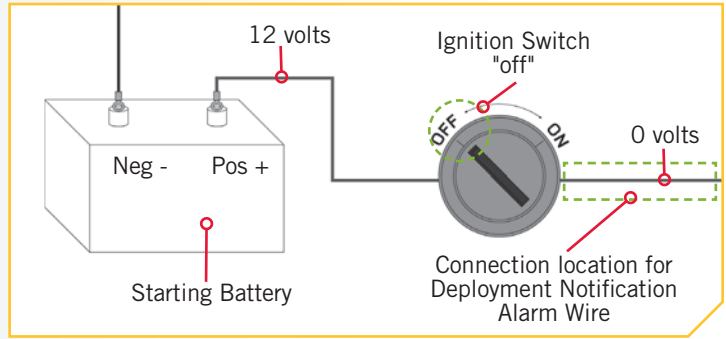 12 volts
Ignition Switch
"off"
OFF
ON
0 volts
Neg -
Pos +
Starting Battery
Connection location for
Deployment Notification
Alarm Wire